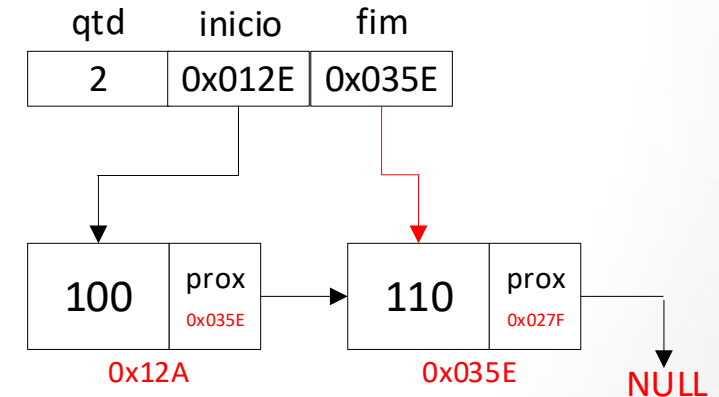 qtd inicio fim
2 0x012E 0x035E
100 prox 110 prox
0x035E 0x027F
0x12A 0x035E NULL